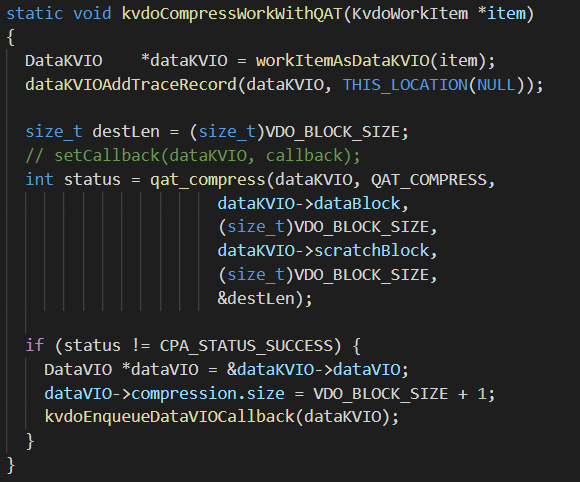 static void kvdoCompressWorkWithQAT(KvdoWorkItem *item)
{
  DataKVIO    *dataKVIO = workItemAsDataKVIO(item);
  dataKVIOAddTraceRecord(dataKVIO, THIS_LOCATION(NULL));

  size_t destLen = (size_t)VDO_BLOCK_SIZE;
  // setCallback(dataKVIO, callback);
  int status = qat_compress(dataKVIO, QAT_COMPRESS,
                      dataKVIO->dataBlock,
                      (size_t)VDO_BLOCK_SIZE,
                      dataKVIO->scratchBlock,
                      (size_t)VDO_BLOCK_SIZE,
                      &destLen);

  if (status != CPA_STATUS_SUCCESS) {
    DataVIO *dataVIO = &dataKVIO->dataVIO;
    dataVIO->compression.size = VDO_BLOCK_SIZE + 1;
    kvdoEnqueueDataVIOCallback(dataKVIO);
  }
}